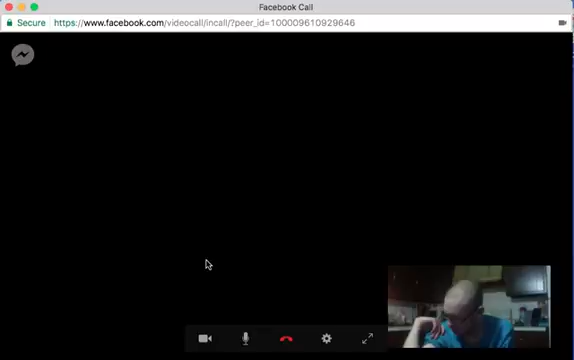 Facebook Call
Secure
https://www.facebook.com/videocall/incall/?peer_id=100009610929646